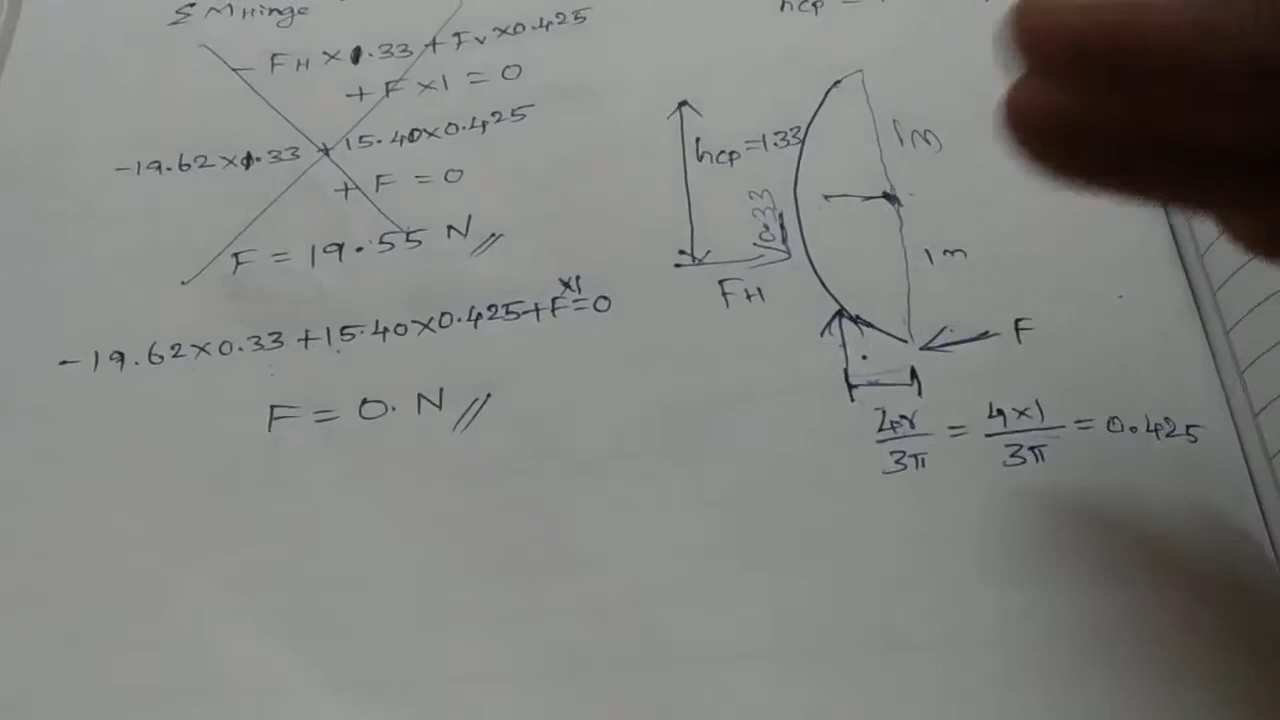 Σ M Hinge
- FH × 0.33 + Fv × 0.425
+ F × 1 = 0
-19.62 × 0.33 + 15.40 × 0.425
+ F = 0
F = 19.55 N //
-19.62 × 0.33 + 15.40 × 0.425 + F ×1 = 0
F = 0. N //
hcp =
hcp = 1.33
1m
0.33
1m
FH
F
4r/3π = 4×1/3π = 0.425